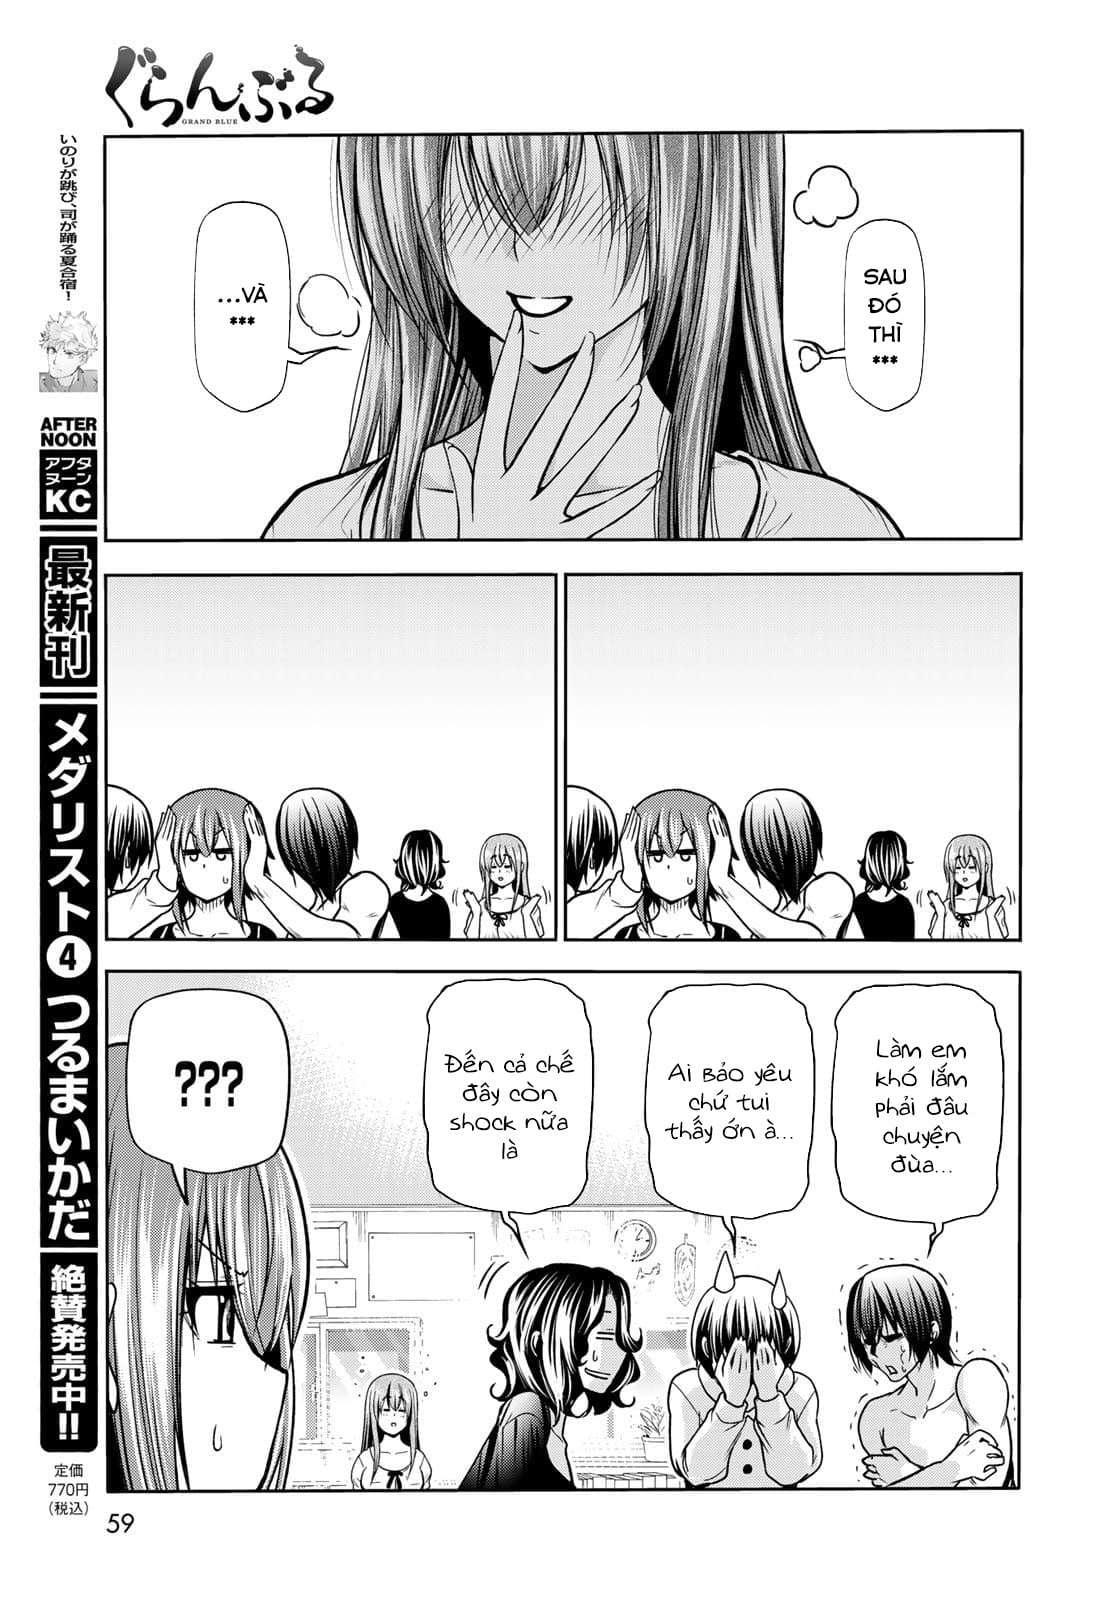 ぐらんぶる
GRAND BLUE
いのりが跳び、司が踊る夏合宿！
AFTER
NOON
アフタ
ヌーン
KC
最新刊
メダリスト④
つるまいかだ
絶賛発売中!!
定価
770円
（税込）
SAU
ĐÓ
THÌ
***
...VÀ
***
Làm em
khó lắm
phải đâu
chuyện
đùa...
Ai bảo yêu
chứ tui
thấy ớn à...
Đến cả chế
đây còn
shock nữa
là
???
59